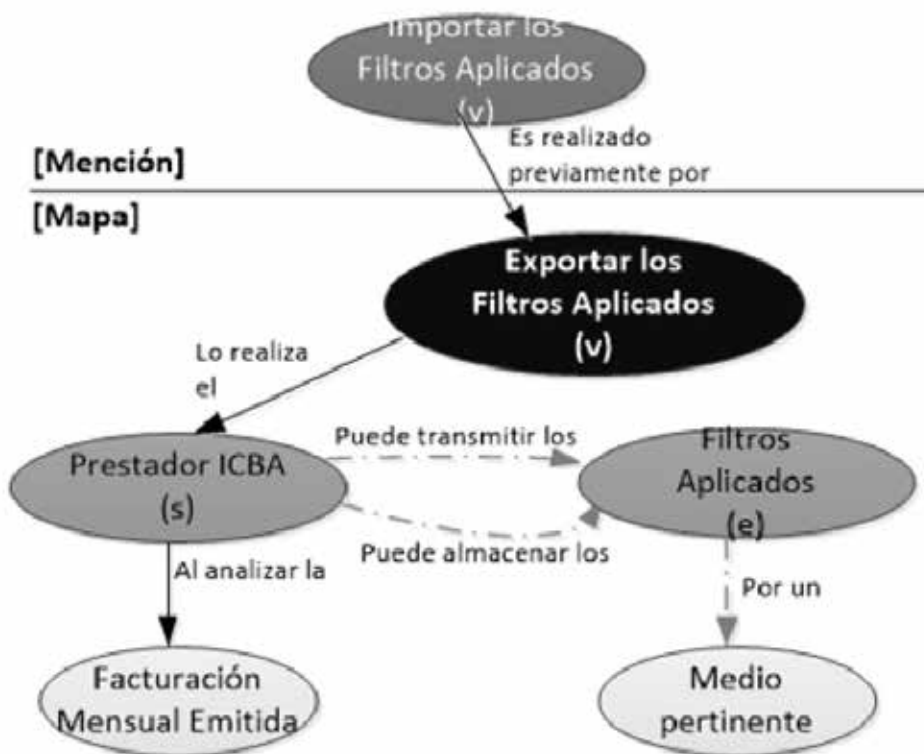 Importar los
Filtros Aplicados
(v)
Es realizado
previamente por
[Mención]
[Mapa]
Exportar los
Filtros Aplicados
(v)
Lo realiza
el
Puede transmitir los
Prestador ICBA
(s)
Filtros
Aplicados
(e)
Puede almacenar los
Al analizar la
Por un
Facturación
Mensual Emitida
Medio
pertinente